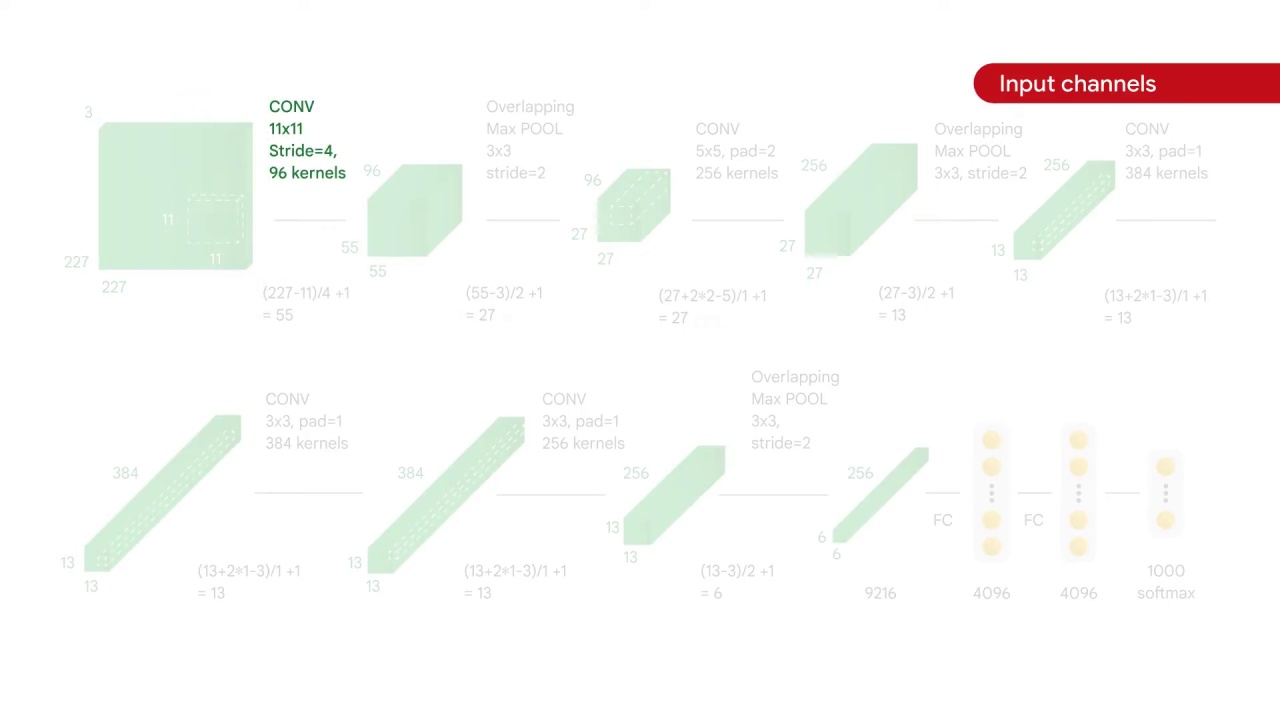 Input channels
3
CONV
11x11
Stride=4,
96 kernels
11
11
227
227
(227-11)/4 +1
= 55
96
55
55
Overlapping
Max POOL
3x3
stride=2
(55-3)/2 +1
= 27
96
27
27
CONV
5x5, pad=2
256 kernels
(27+2*2-5)/1 +1
= 27
256
27
27
Overlapping
Max POOL
3x3, stride=2
(27-3)/2 +1
= 13
256
13
13
CONV
3x3, pad=1
384 kernels
(13+2*1-3)/1 +1
= 13
384
13
13
CONV
3x3, pad=1
384 kernels
(13+2*1-3)/1 +1
= 13
384
13
13
CONV
3x3, pad=1
256 kernels
(13+2*1-3)/1 +1
= 13
256
13
13
Overlapping
Max POOL
3x3,
stride=2
(13-3)/2 +1
= 6
256
6
6
9216
FC
4096
FC
4096
1000
softmax